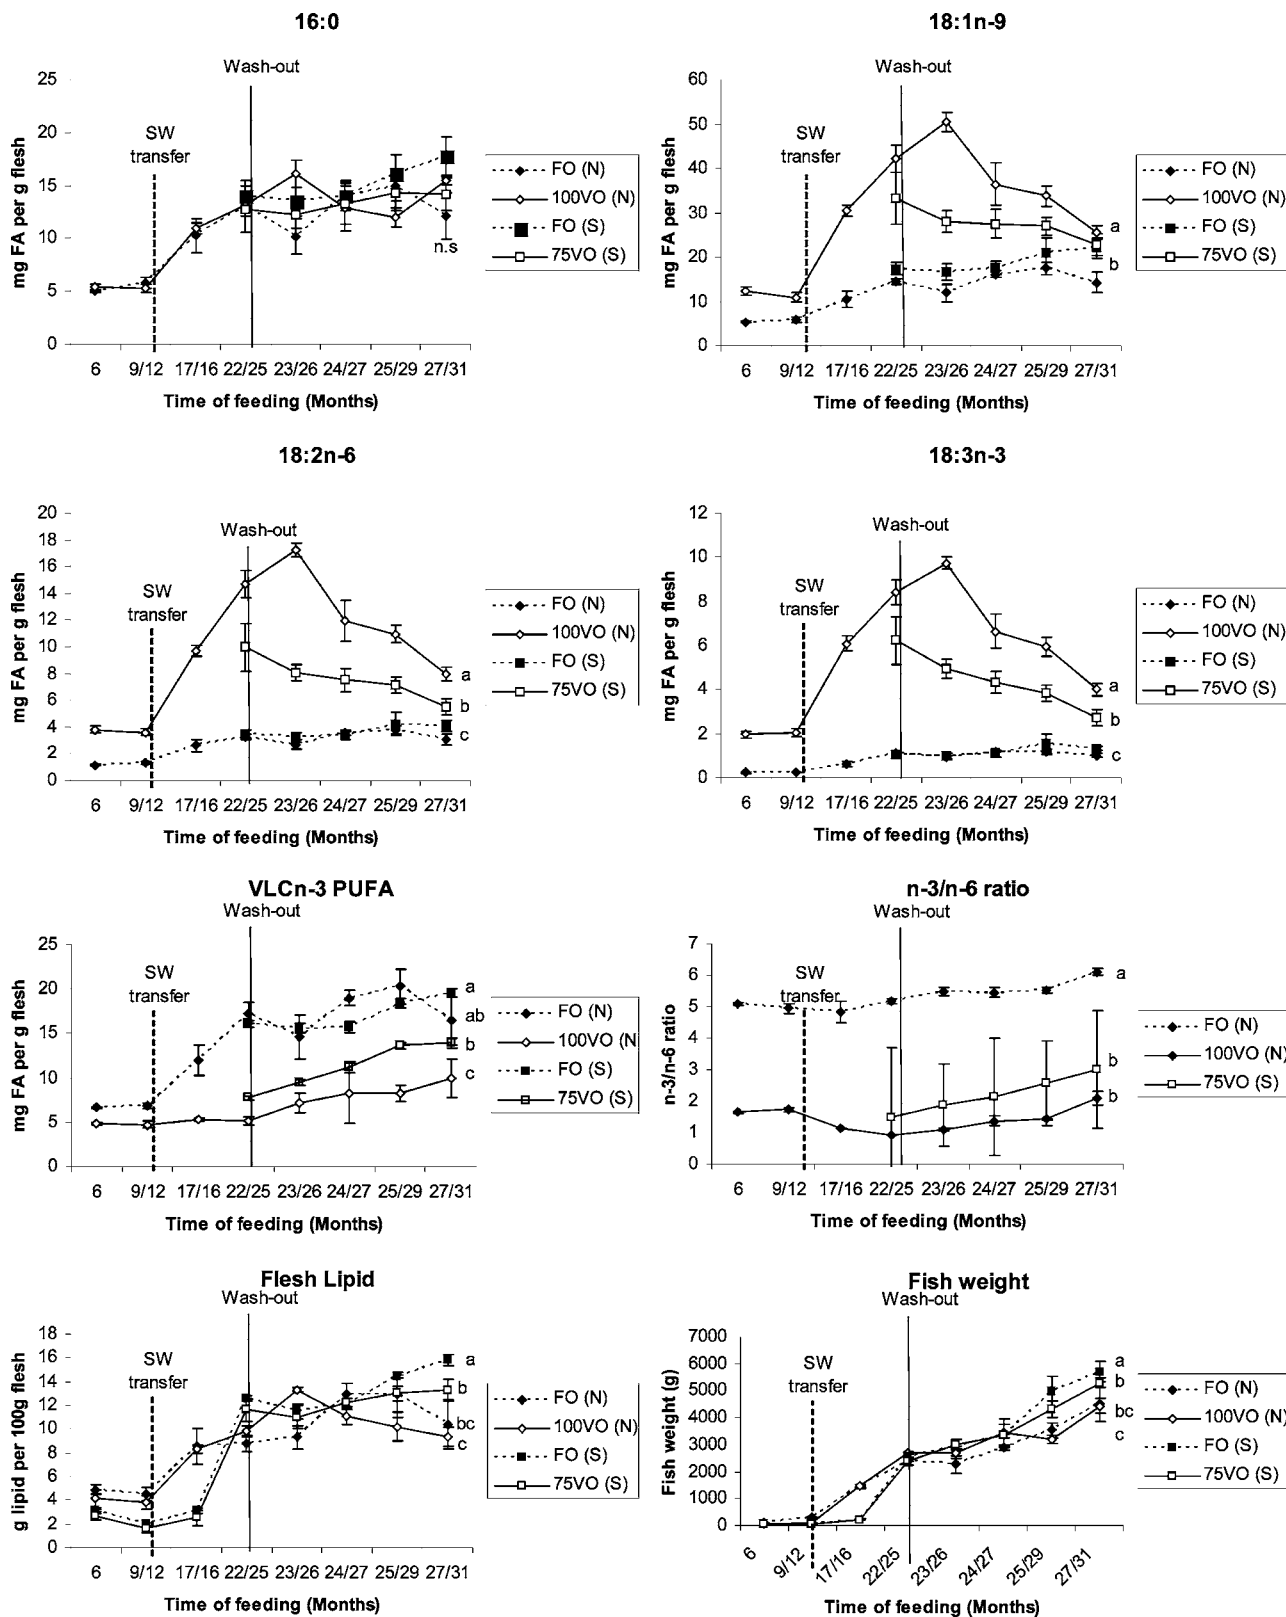 16:0
Wash-out
SW
transfer
mg FA per g flesh
25
20
15
10
5
0
n.s
6 9/12 17/16 22/25 23/26 24/27 25/29 27/31
Time of feeding (Months)
FO (N)
100VO (N)
FO (S)
75VO (S)
18:1n-9
Wash-out
SW
transfer
mg FA per g flesh
60
50
40
30
20
10
0
a
b
6 9/12 17/16 22/25 23/26 24/27 25/29 27/31
Time of feeding (Months)
FO (N)
100VO (N)
FO (S)
75VO (S)
18:2n-6
Wash-out
SW
transfer
mg FA per g flesh
20
18
16
14
12
10
8
6
4
2
0
a
b
c
6 9/12 17/16 22/25 23/26 24/27 25/29 27/31
Time of feeding (Months)
FO (N)
100VO (N)
FO (S)
75VO (S)
18:3n-3
Wash-out
SW
transfer
mg FA per g flesh
12
10
8
6
4
2
0
a
b
c
6 9/12 17/16 22/25 23/26 24/27 25/29 27/31
Time of feeding (Months)
FO (N)
100VO (N)
FO (S)
75VO (S)
VLCn-3 PUFA
Wash-out
SW
transfer
mg FA per g flesh
25
20
15
10
5
0
a
ab
b
c
6 9/12 17/16 22/25 23/26 24/27 25/29 27/31
Time of feeding (Months)
FO (N)
100VO (N)
FO (S)
75VO (S)
n-3/n-6 ratio
Wash-out
SW
transfer
n-3/n-6 ratio
7
6
5
4
3
2
1
0
a
b
b
6 9/12 17/16 22/25 23/26 24/27 25/29 27/31
Time of feeding (Months)
FO (N)
100VO (N)
75VO (S)
Flesh Lipid
Wash-out
SW
transfer
g lipid per 100g flesh
18
16
14
12
10
8
6
4
2
0
a
b
bc
c
6 9/12 17/16 22/25 23/26 24/27 25/29 27/31
Time of feeding (Months)
FO (N)
100VO (N)
FO (S)
75VO (S)
Fish weight
Wash-out
SW
transfer
Fish weight (g)
7000
6000
5000
4000
3000
2000
1000
0
a
b
bc
c
6 9/12 17/16 22/25 23/26 24/27 25/29 27/31
Time of feeding (Months)
FO (N)
100VO (N)
FO (S)
75VO (S)